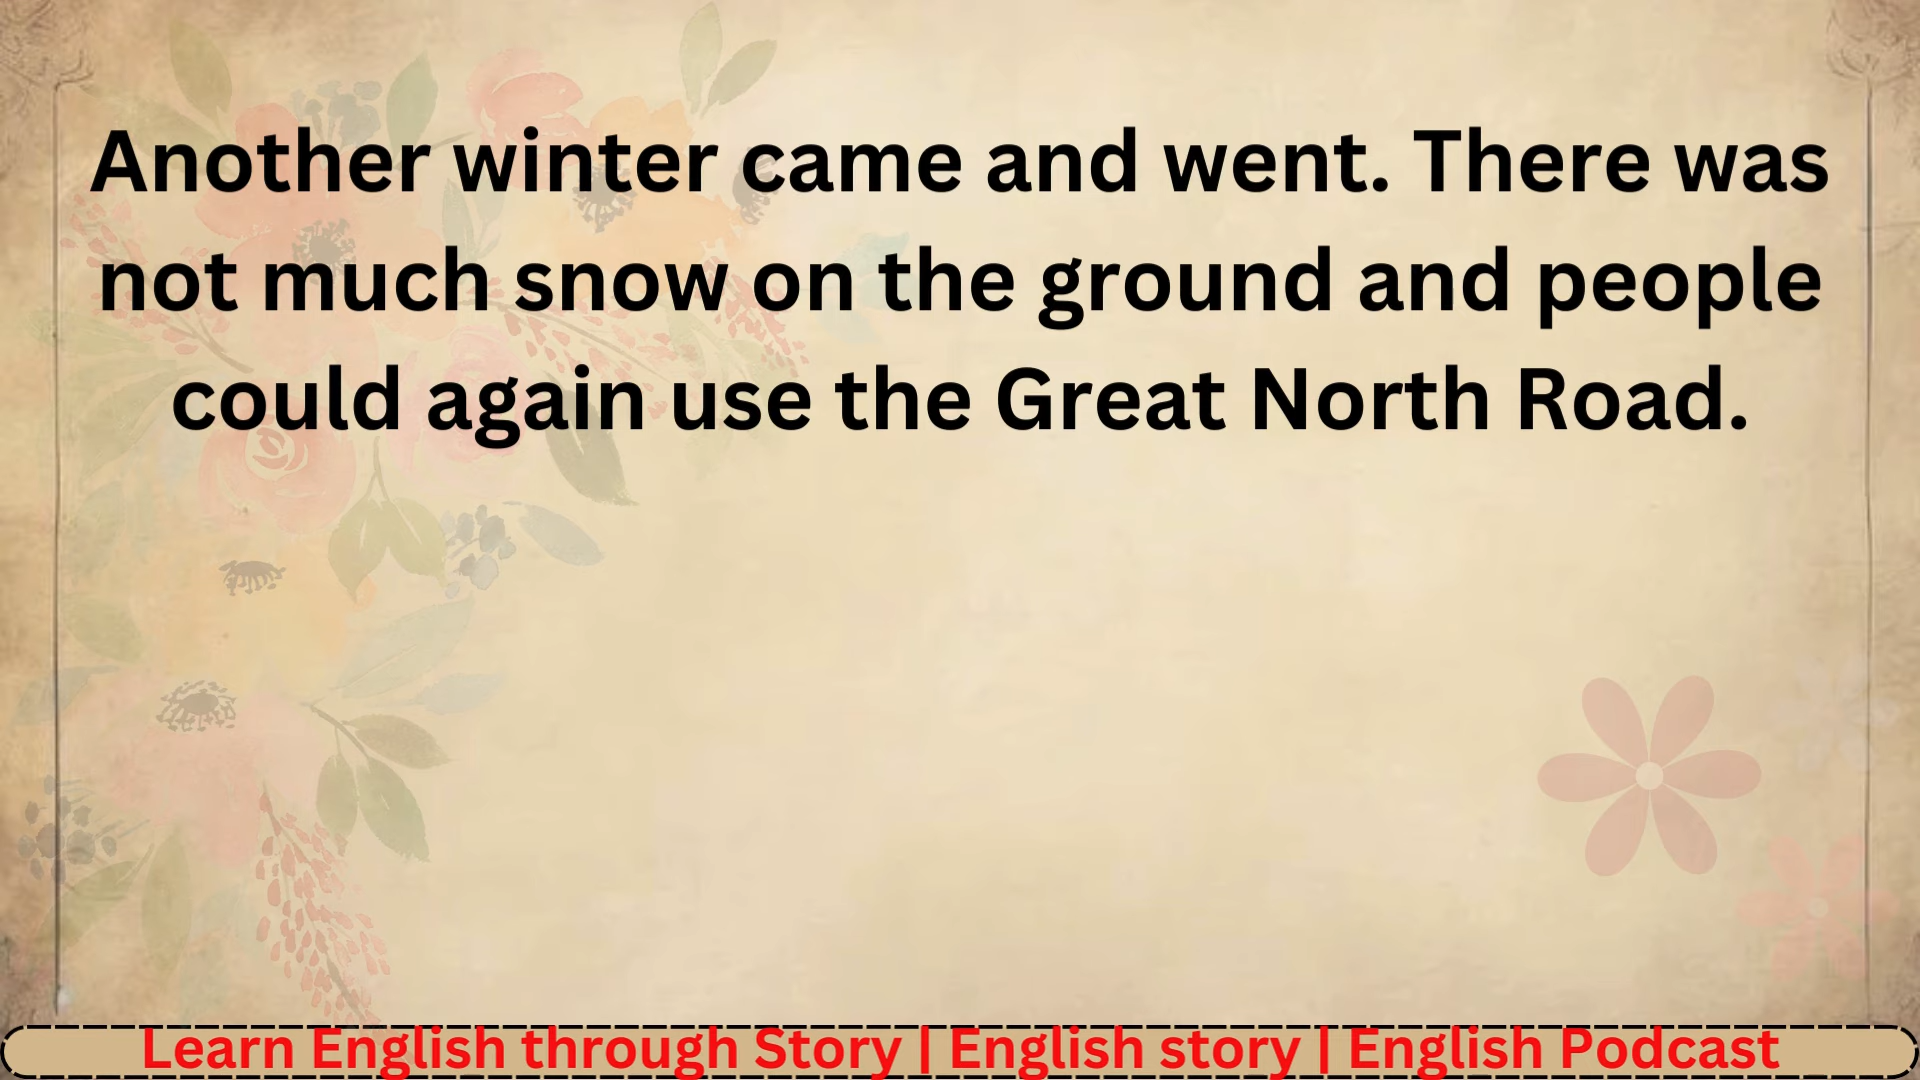 Another winter came and went. There was
not much snow on the ground and people
could again use the Great North Road.
Learn English through Story | English story | English Podcast